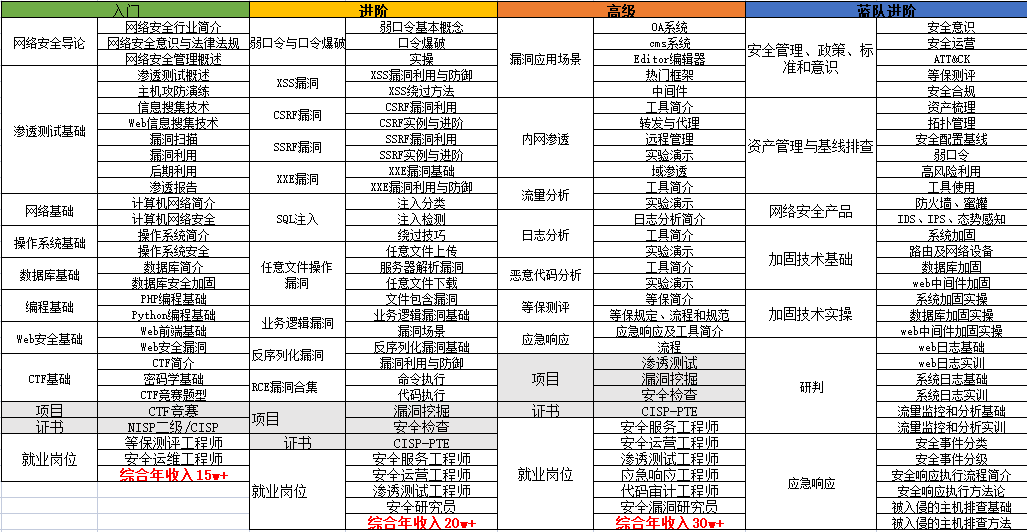 入门
网络安全导论
网络安全行业简介
网络安全意识与法律法规
网络安全管理概述
渗透测试基础
渗透测试概述
主机攻防演练
信息搜集技术
Web信息搜集技术
漏洞扫描
漏洞利用
后期利用
渗透报告
网络基础
计算机网络简介
计算机网络安全
操作系统基础
操作系统简介
操作系统安全
数据库基础
数据库简介
数据库安全加固
编程基础
PHP编程基础
Python编程基础
Web安全基础
Web前端基础
Web安全漏洞
CTF基础
CTF简介
密码学基础
CTF竞赛题型
项目
CTF竞赛
证书
NISP二级/CISP
就业岗位
等保测评工程师
安全运维工程师
综合年收入15w+
进阶
弱口令与口令爆破
弱口令基本概念
口令爆破
实操
XSS漏洞
XSS漏洞利用与防御
XSS绕过方法
CSRF漏洞
CSRF漏洞利用
CSRF实例与进阶
SSRF漏洞
SSRF漏洞利用
SSRF实例与进阶
XXE漏洞
XXE漏洞基础
XXE漏洞利用与防御
SQL注入
注入分类
注入检测
绕过技巧
任意文件操作
漏洞
任意文件上传
服务器解析漏洞
任意文件下载
文件包含漏洞
业务逻辑漏洞
业务逻辑漏洞基础
漏洞场景
反序列化漏洞
反序列化漏洞基础
漏洞利用与防御
RCE漏洞合集
命令执行
代码执行
项目
漏洞挖掘
安全检查
证书
CISP-PTE
就业岗位
安全服务工程师
安全运营工程师
渗透测试工程师
安全研究员
综合年收入20w+
高级
漏洞应用场景
OA系统
cms系统
Editor编辑器
热门框架
中间件
内网渗透
工具简介
转发与代理
远程管理
实验演示
域渗透
流量分析
工具简介
实验演示
日志分析
日志分析简介
工具简介
实验演示
恶意代码分析
工具简介
实验演示
等保测评
等保简介
等保规定、流程和规范
应急响应
应急响应及工具简介
流程
项目
渗透测试
漏洞挖掘
安全检查
证书
CISP-PTE
就业岗位
安全服务工程师
安全运营工程师
渗透测试工程师
应急响应工程师
代码审计工程师
安全漏洞研究员
综合年收入30w+
蓝队进阶
安全管理、政策、标
准和意识
安全意识
安全运营
ATT&CK
等保测评
安全合规
资产管理与基线排查
资产梳理
拓扑管理
安全配置基线
弱口令
高风险利用
工具使用
网络安全产品
防火墙、蜜罐
IDS、IPS、态势感知
加固技术基础
系统加固
路由及网络设备
数据库加固
web中间件加固
加固技术实操
系统加固实操
数据库加固实操
web中间件加固实操
研判
web日志基础
web日志实训
系统日志基础
系统日志实训
流量监控和分析基础
流量监控和分析实训
应急响应
安全事件分类
安全事件分级
安全响应执行流程简介
安全响应执行方法论
被入侵的主机排查基础
被入侵的主机排查方法